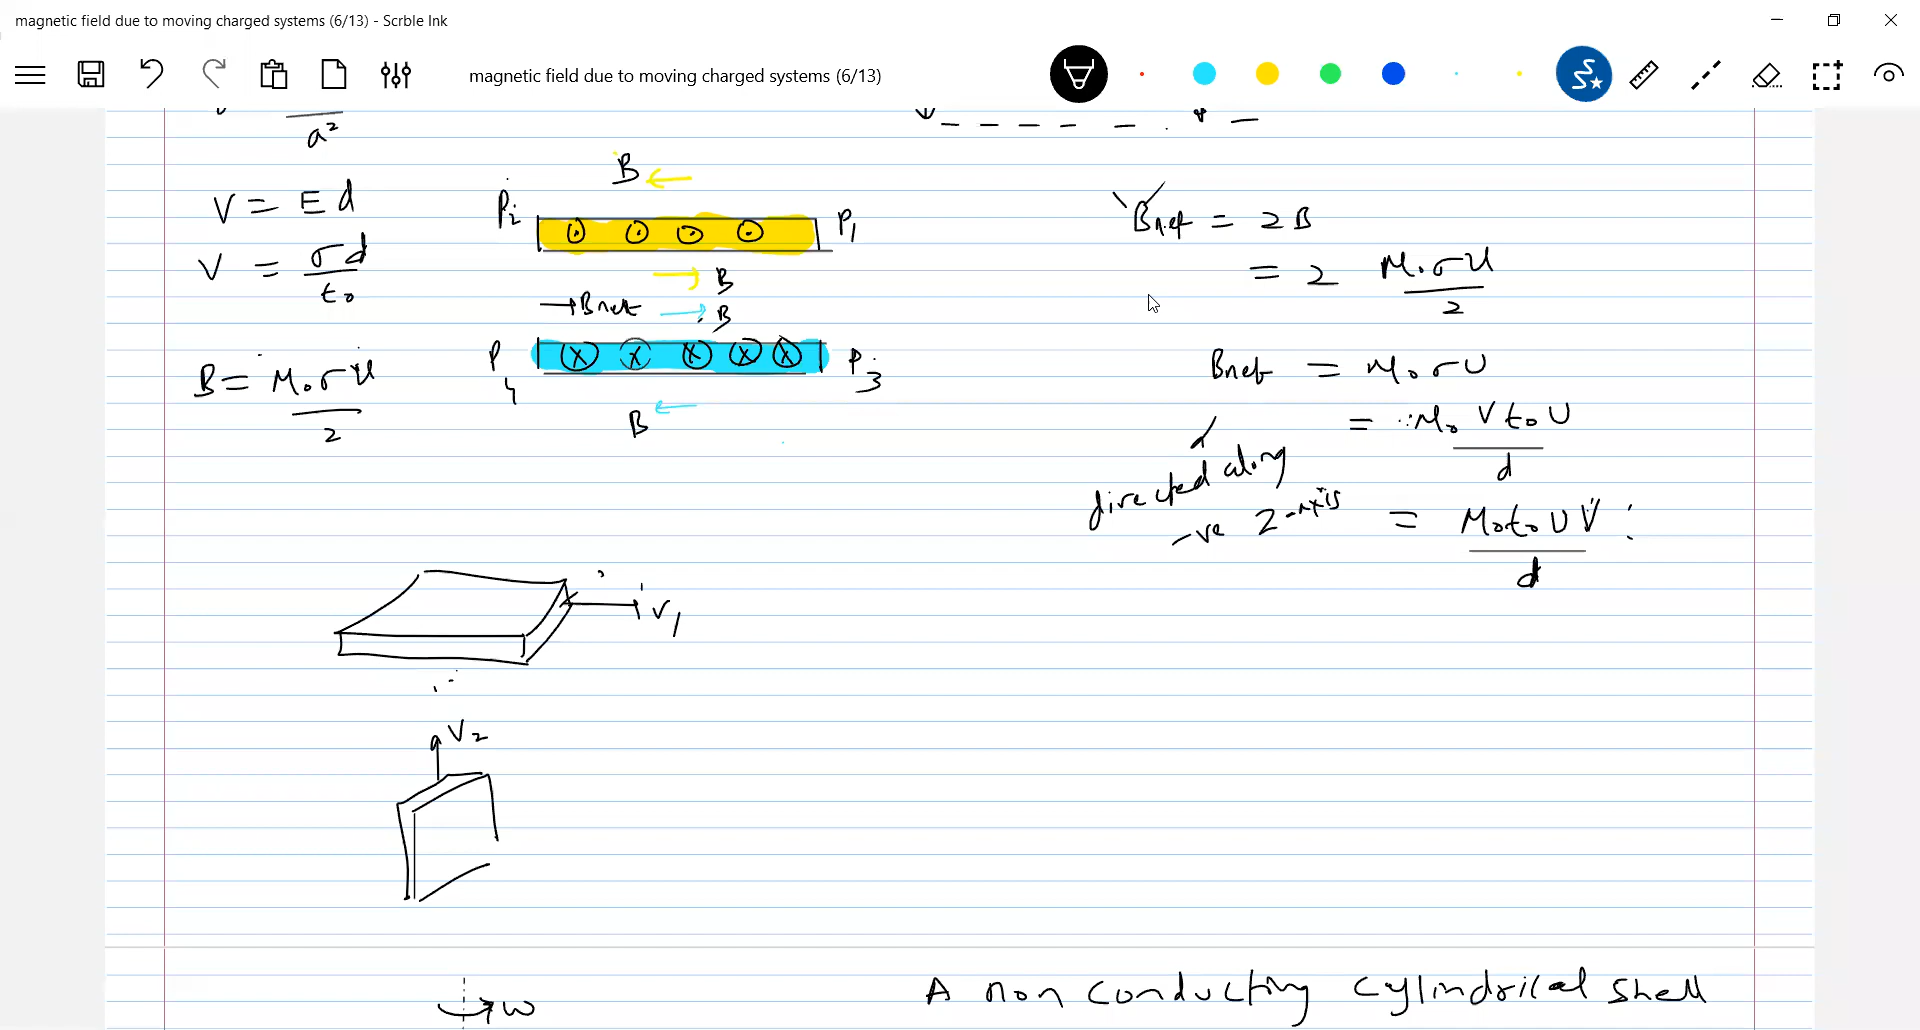 magnetic field due to moving charged systems (6/13) - Scrble Ink
magnetic field due to moving charged systems (6/13)
a²
V = E d
V = σd / ε₀
B = μ₀σu / 2
B
P₂
P₁
B
→ Bnet
B
P₄
P₃
B
Bnet = 2B
= 2 μ₀σu / 2
Bnet = μ₀σU
= μ₀ V ε₀ U / d
directed along
-ve Z-axis
= μ₀ε₀UV / d
V₁
V₂
ω
A non conducting cylindrical shell